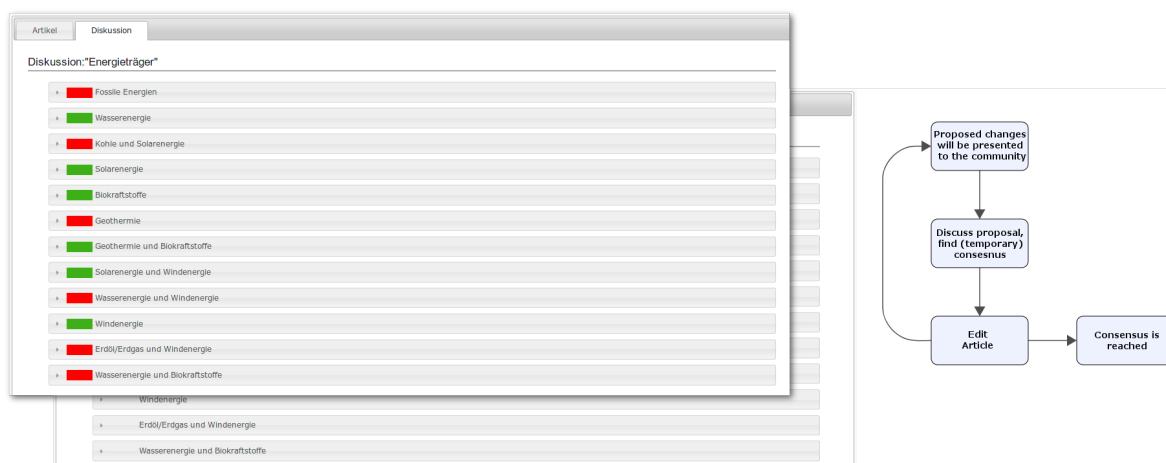 Artikel
Diskussion
Diskussion:"Energieträger"
Fossile Energien
Wasserenergie
Kohle und Solarenergie
Solarenergie
Biokraftstoffe
Geothermie
Geothermie und Biokraftstoffe
Solarenergie und Windenergie
Wasserenergie und Windenergie
Windenergie
Erdöl/Erdgas und Windenergie
Wasserenergie und Biokraftstoffe
Windenergie
Erdöl/Erdgas und Windenergie
Wasserenergie und Biokraftstoffe
Proposed changes
will be presented
to the community
Discuss proposal,
find (temporary)
consesnus
Edit
Article
Consensus is
reached